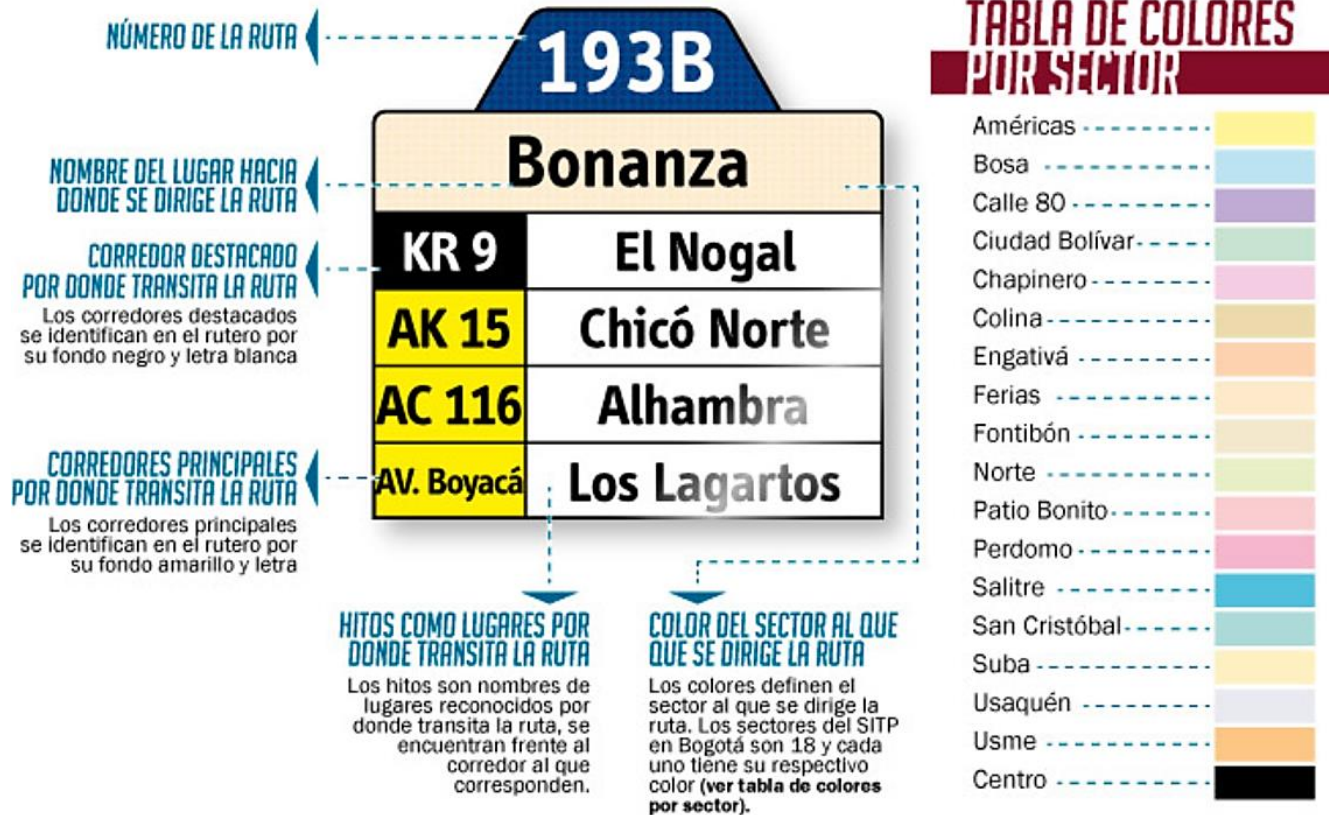 NÚMERO DE LA RUTA
193B
NOMBRE DEL LUGAR HACIA
DONDE SE DIRIGE LA RUTA
Bonanza
CORREDOR DESTACADO
POR DONDE TRANSITA LA RUTA
Los corredores destacados
se identifican en el rutero por
su fondo negro y letra blanca
KR 9
El Nogal
AK 15
Chicó Norte
AC 116
Alhambra
AV. Boyacá
Los Lagartos
CORREDORES PRINCIPALES
POR DONDE TRANSITA LA RUTA
Los corredores principales
se identifican en el rutero por
su fondo amarillo y letra
HITOS COMO LUGARES POR
DONDE TRANSITA LA RUTA
Los hitos son nombres de
lugares reconocidos por
donde transita la ruta, se
encuentran frente al
corredor al que
corresponden.
COLOR DEL SECTOR AL QUE
QUE SE DIRIGE LA RUTA
Los colores definen el
sector al que se dirige la
ruta. Los sectores del SITP
en Bogotá son 18 y cada
uno tiene su respectivo
color (ver tabla de colores
por sector).
TABLA DE COLORES
POR SECTOR
Américas
Bosa
Calle 80
Ciudad Bolívar
Chapinero
Colina
Engativá
Ferias
Fontibón
Norte
Patio Bonito
Perdomo
Salitre
San Cristóbal
Suba
Usaquén
Usme
Centro